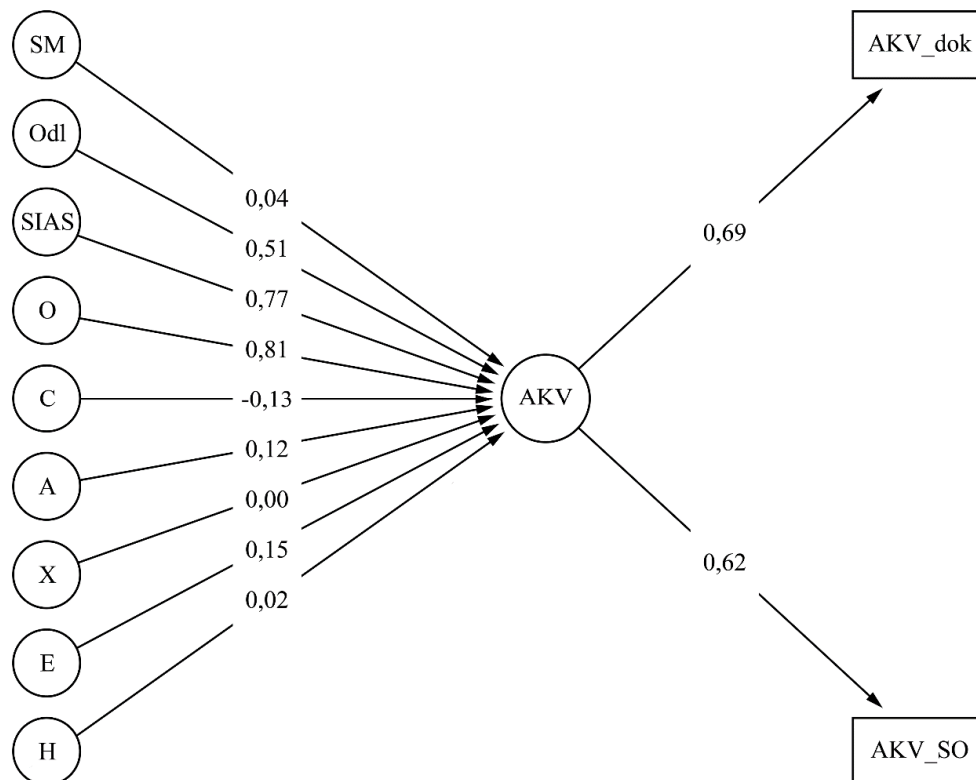 SM
Odl
SIAS
O
C
A
X
E
H
0,04
0,51
0,77
0,81
-0,13
0,12
0,00
0,15
0,02
AKV
0,69
0,62
AKV_dok
AKV_SO